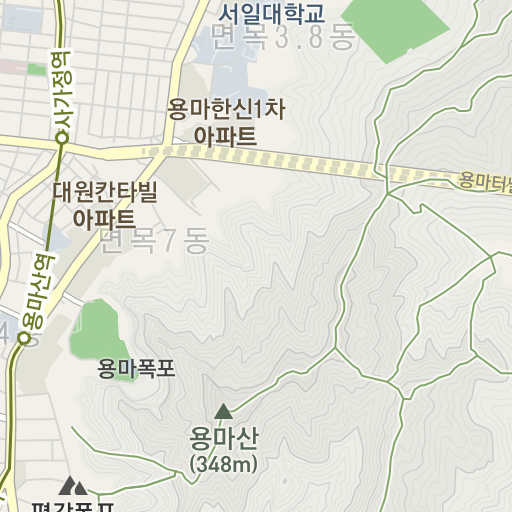 서일대학교
면목3.8동
사가정역
용마한신1차
아파트
용마터널
대원칸타빌
아파트
면목7동
용마산역
용마폭포
용마산
(348m)